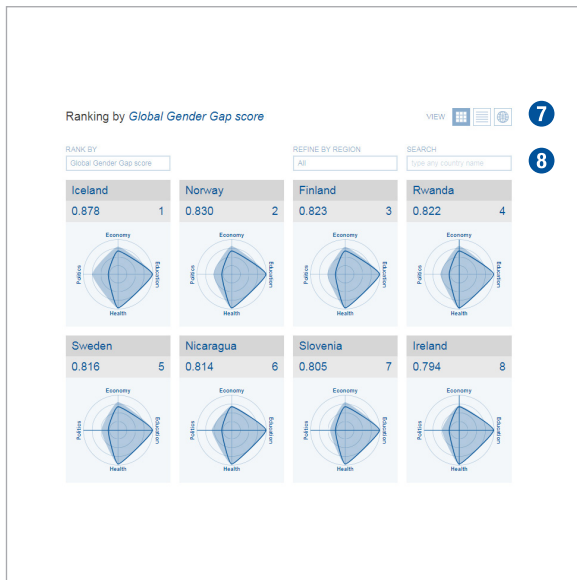 Ranking by Global Gender Gap score
VIEW
7
RANK BY
REFINE BY REGION
SEARCH
8
Global Gender Gap score
All
Type any country name
Iceland
0.878 1
Economy
Education
Health
Politics
Norway
0.830 2
Economy
Education
Health
Politics
Finland
0.823 3
Economy
Education
Health
Politics
Rwanda
0.822 4
Economy
Education
Health
Politics
Sweden
0.816 5
Economy
Education
Health
Politics
Nicaragua
0.814 6
Economy
Education
Health
Politics
Slovenia
0.805 7
Economy
Education
Health
Politics
Ireland
0.794 8
Economy
Education
Health
Politics